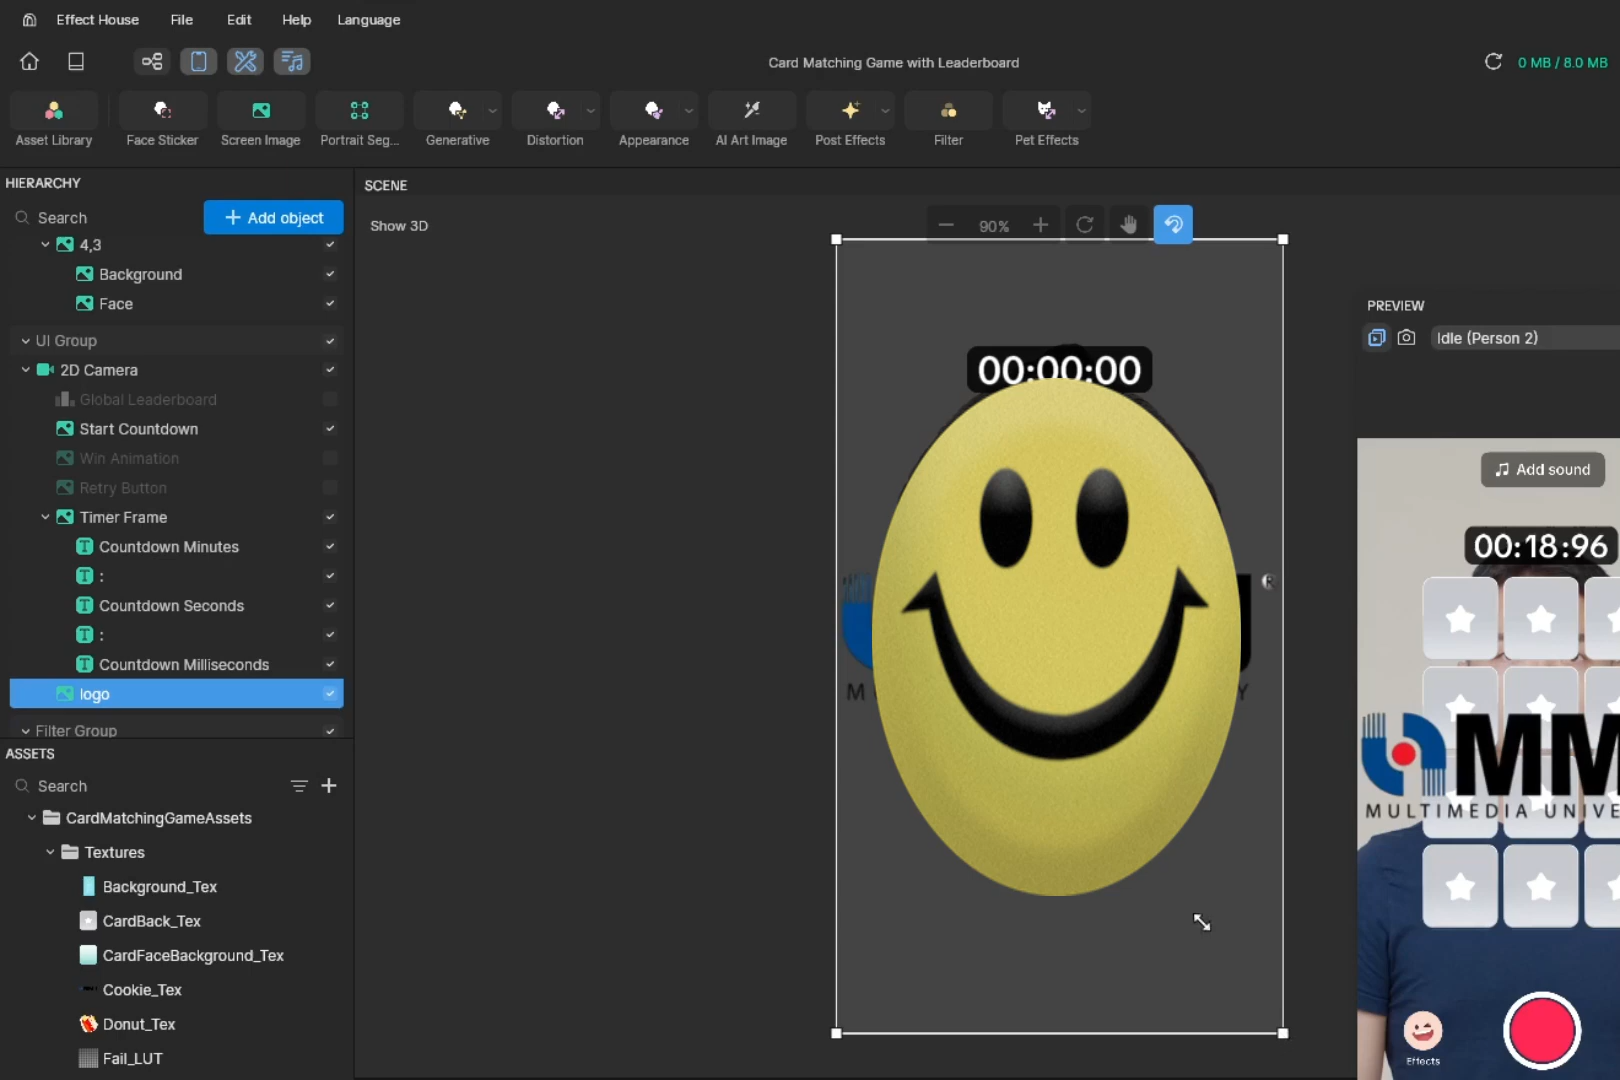 Effect House File Edit Help Language
Card Matching Game with Leaderboard
0 MB / 8.0 MB
Asset Library Face Sticker Screen Image Portrait Seg... Generative Distortion Appearance AI Art Image Post Effects Filter Pet Effects
HIERARCHY
Search
Add object
4,3
Background
Face
UI Group
2D Camera
Global Leaderboard
Start Countdown
Win Animation
Retry Button
Timer Frame
Countdown Minutes
:
Countdown Seconds
:
Countdown Milliseconds
logo
Filter Group
ASSETS
Search
CardMatchingGameAssets
Textures
Background_Tex
CardBack_Tex
CardFaceBackground_Tex
Cookie_Tex
Donut_Tex
Fail_LUT
SCENE
Show 3D
90%
00:00:00
M
Y
®
PREVIEW
Idle (Person 2)
Add sound
00:18:96
MM
MULTIMEDIA UNIVE
Effects